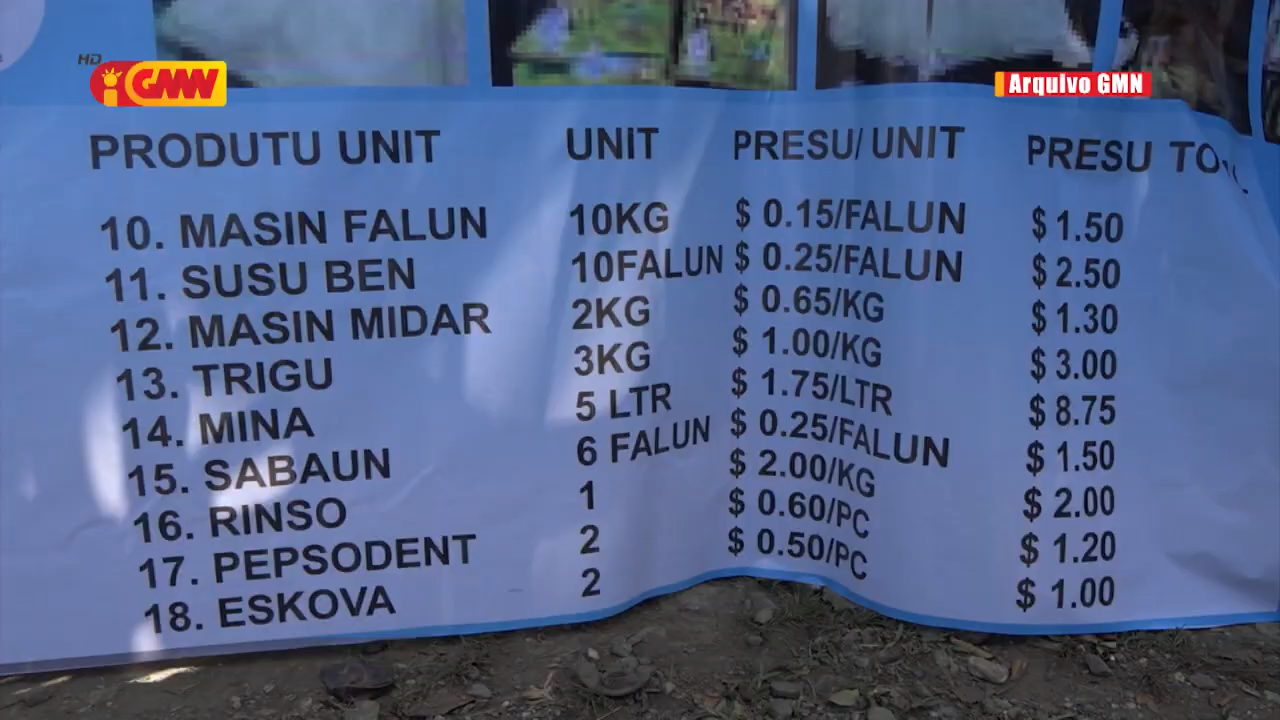 HD
GMN
Arquivo GMN
PRODUTU UNIT UNIT PRESU/ UNIT PRESU
10. MASIN FALUN 10KG $ 0.15/FALUN $ 1.50
11. SUSU BEN 10FALUN $ 0.25/FALUN $ 2.50
12. MASIN MIDAR 2KG $ 0.65/KG $ 1.30
13. TRIGU 3KG $ 1.00/KG $ 3.00
14. MINA 5 LTR $ 1.75/LTR $ 8.75
15. SABAUN 6 FALUN $ 0.25/FALUN $ 1.50
16. RINSO 1 $ 2.00/KG $ 2.00
17. PEPSODENT 2 $ 0.60/PC $ 1.20
18. ESKOVA 2 $ 0.50/PC $ 1.00